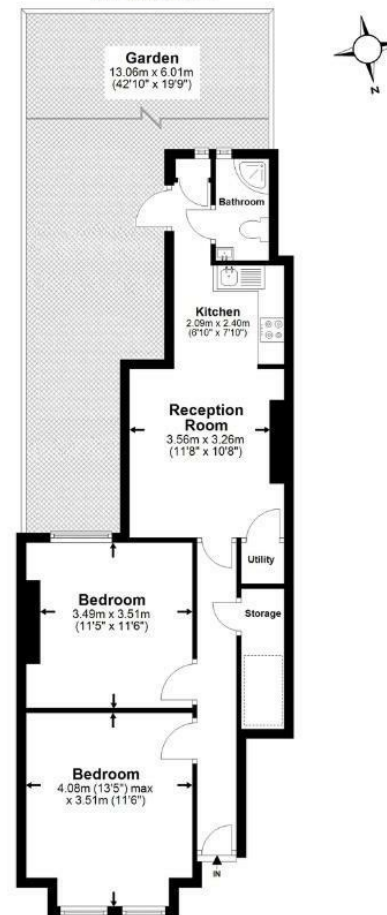 Garden
13.06m x 6.01m
(42'10" x 19'9")
N
Bathroom
Kitchen
2.09m x 2.40m
(6'10" x 7'10")
Reception
Room
3.56m x 3.26m
(11'8" x 10'8")
Utility
Bedroom
3.49m x 3.51m
(11'5" x 11'6")
Storage
Bedroom
4.08m (13'5") max
x 3.51m (11'6")
IN